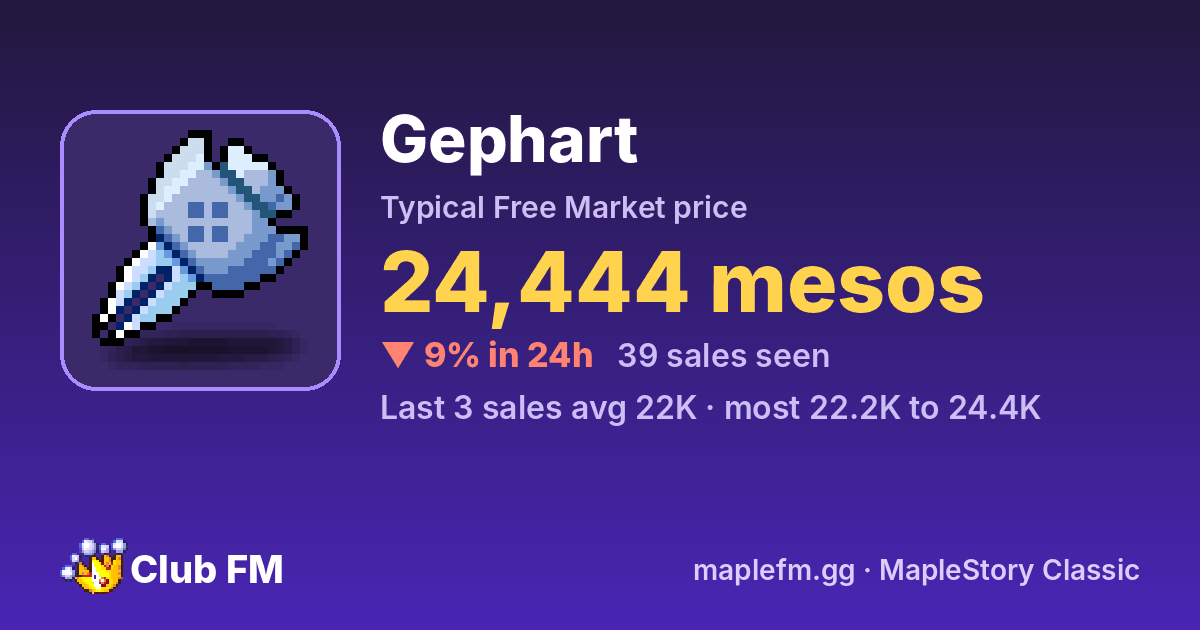 Gephart
Typical Free Market price
24,444 mesos
▼ 9% in 24h 39 sales seen
Last 3 sales avg 22K · most 22.2K to 24.4K
Club FM
maplefm.gg · MapleStory Classic